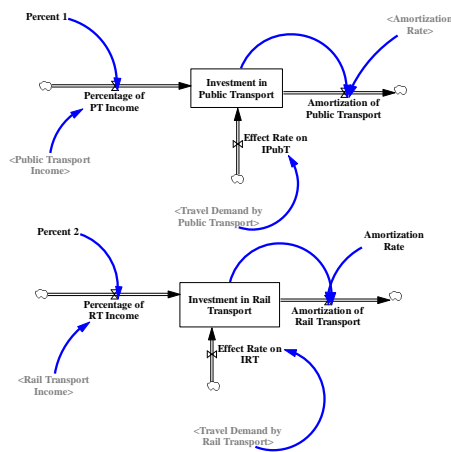 Percent 1
<Amortization
Rate>
Investment in
Public Transport
Percentage of
PT Income
Amortization of
Public Transport
<Public Transport
Income>
Effect Rate on
IPubT
<Travel Demand by
Public Transport>
Percent 2
Amortization
Rate
Investment in Rail
Transport
Percentage of
RT Income
Amortization of
Rail Transport
Effect Rate on
IRT
<Rail Transport
Income>
<Travel Demand by
Rail Transport>